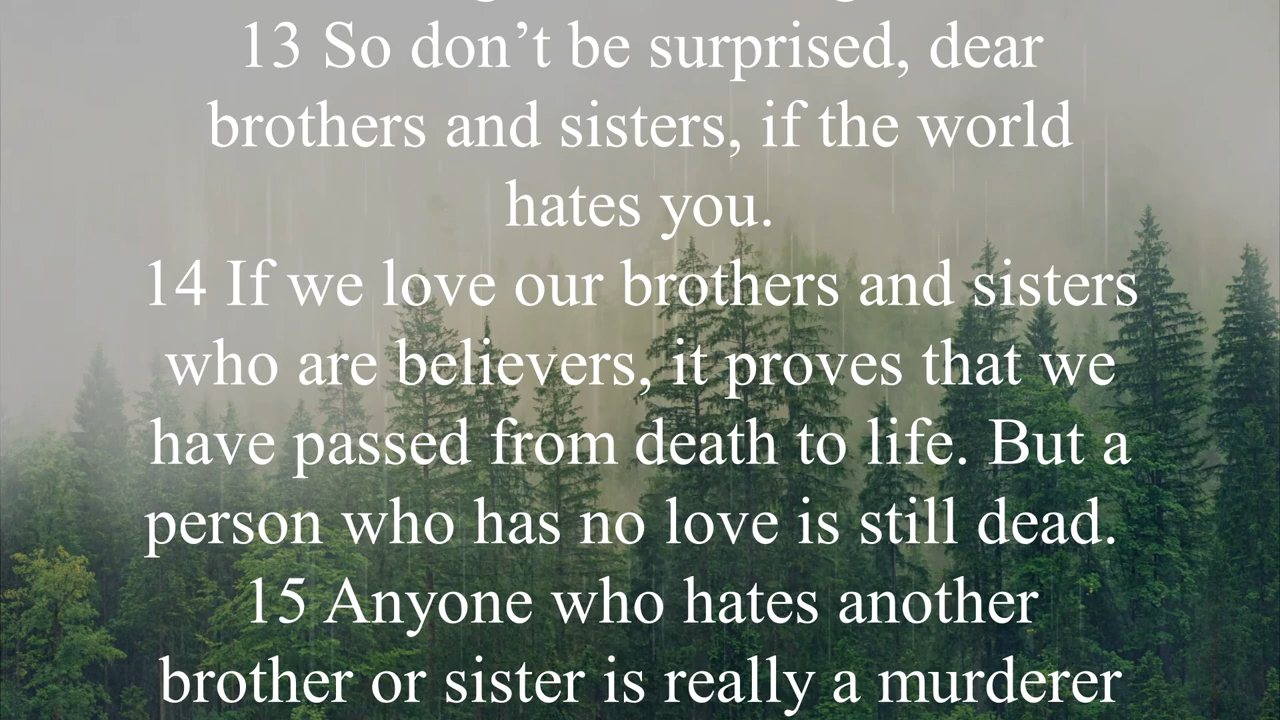 13 So don’t be surprised, dear
brothers and sisters, if the world
hates you.
14 If we love our brothers and sisters
who are believers, it proves that we
have passed from death to life. But a
person who has no love is still dead.
15 Anyone who hates another
brother or sister is really a murderer